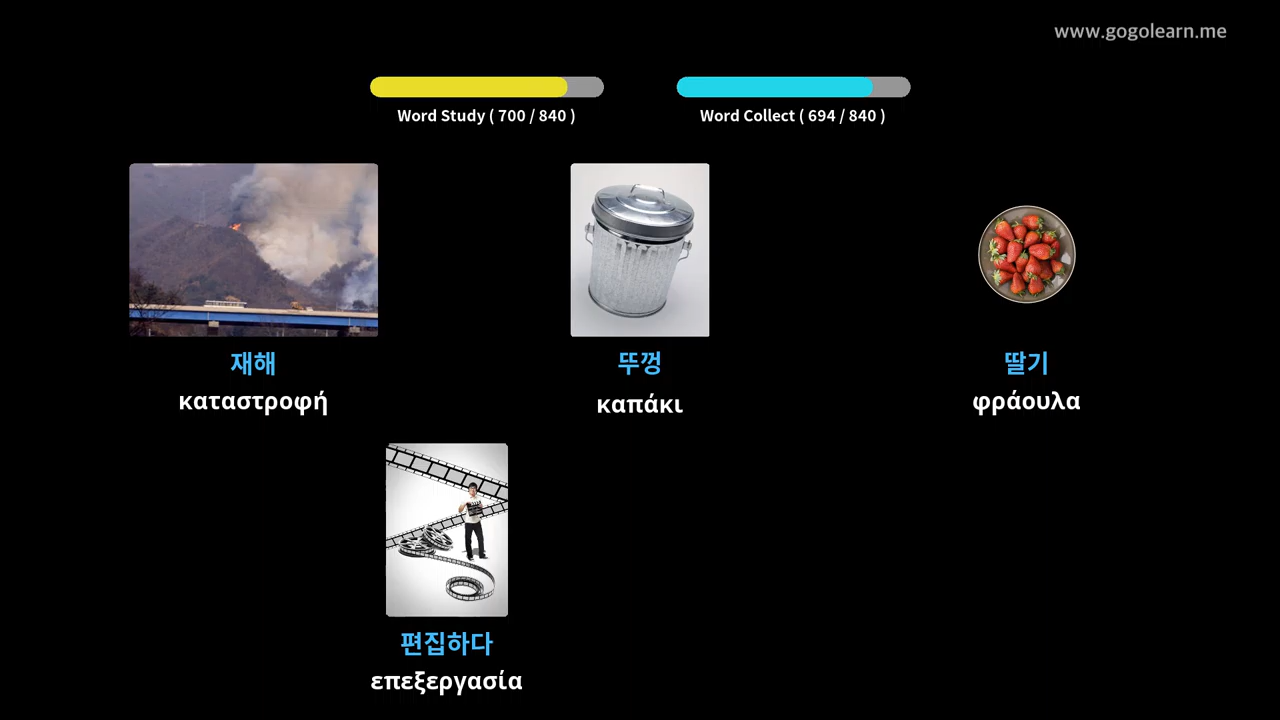 www.gogolearn.me
Word Study ( 700 / 840 )
Word Collect ( 694 / 840 )
재해
뚜껑
딸기
καταστροφή
καπάκι
φράουλα
편집하다
επεξεργασία